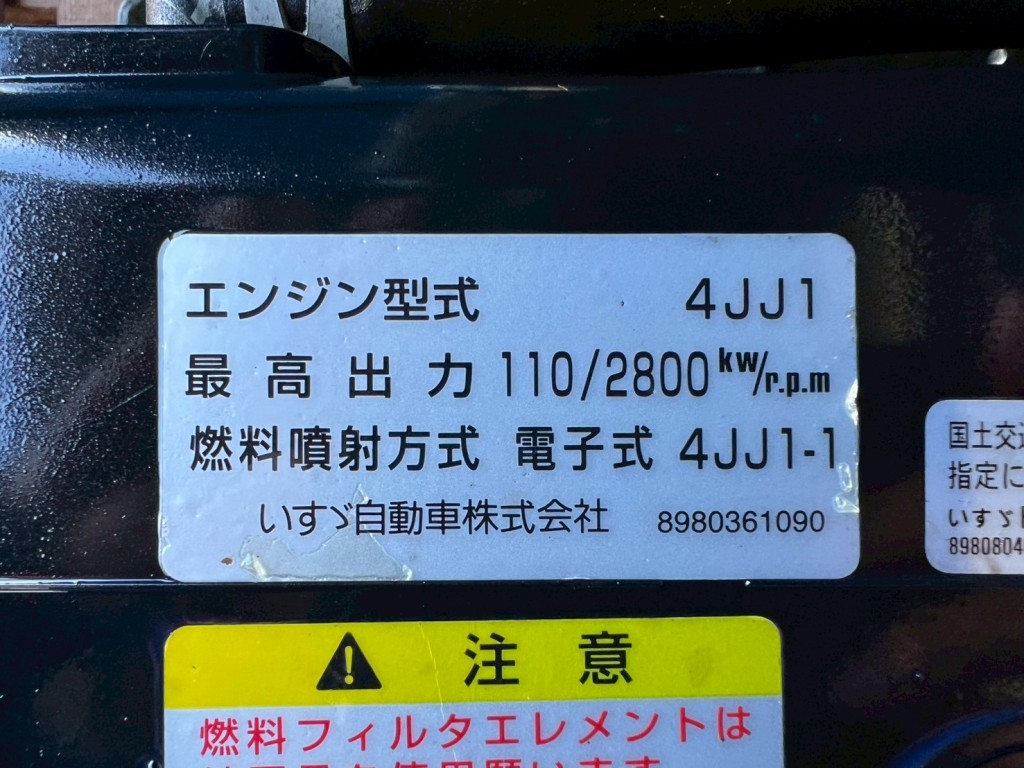 エンジン型式 4JJ1
最高出力 110/2800 kw/r.p.m
燃料噴射方式 電子式 4JJ1-1
いすゞ自動車株式会社 8980361090
国土交
指定に
いすゞ
8980804
注意
燃料フィルタエレメントは